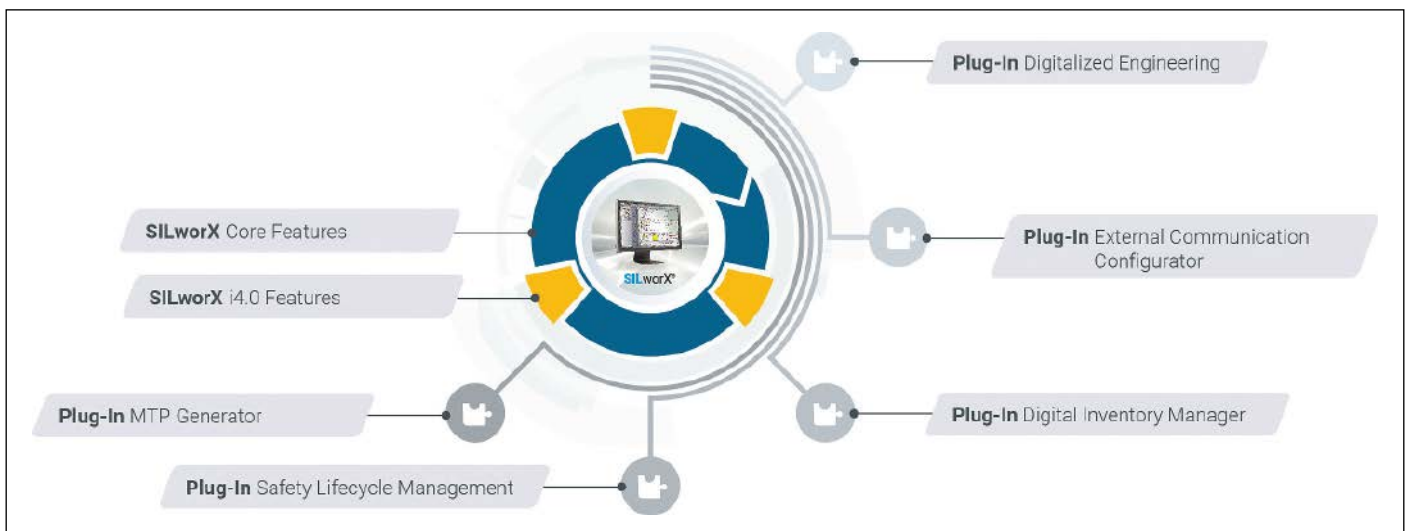 Plug-In Digitalized Engineering
SILworX Core Features
Plug-In External Communication
Configurator
SILworX®
SILworX i4.0 Features
Plug-In MTP Generator
Plug-In Digital Inventory Manager
Plug-In Safety Lifecycle Management